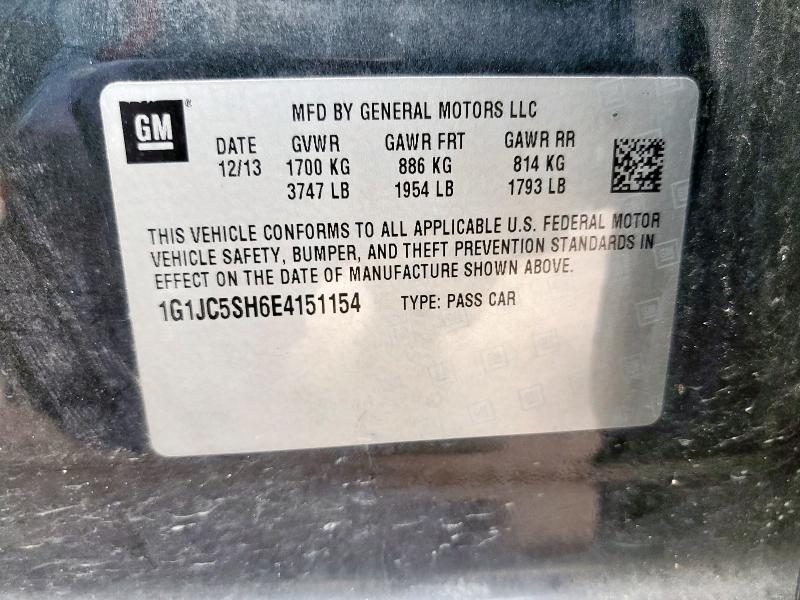 GM ®
MFD BY GENERAL MOTORS LLC
DATE GVWR GAWR FRT GAWR RR
12/13 1700 KG 886 KG 814 KG
3747 LB 1954 LB 1793 LB
THIS VEHICLE CONFORMS TO ALL APPLICABLE U.S. FEDERAL MOTOR
VEHICLE SAFETY, BUMPER, AND THEFT PREVENTION STANDARDS IN
EFFECT ON THE DATE OF MANUFACTURE SHOWN ABOVE.
1G1JC5SH6E4151154 TYPE: PASS CAR